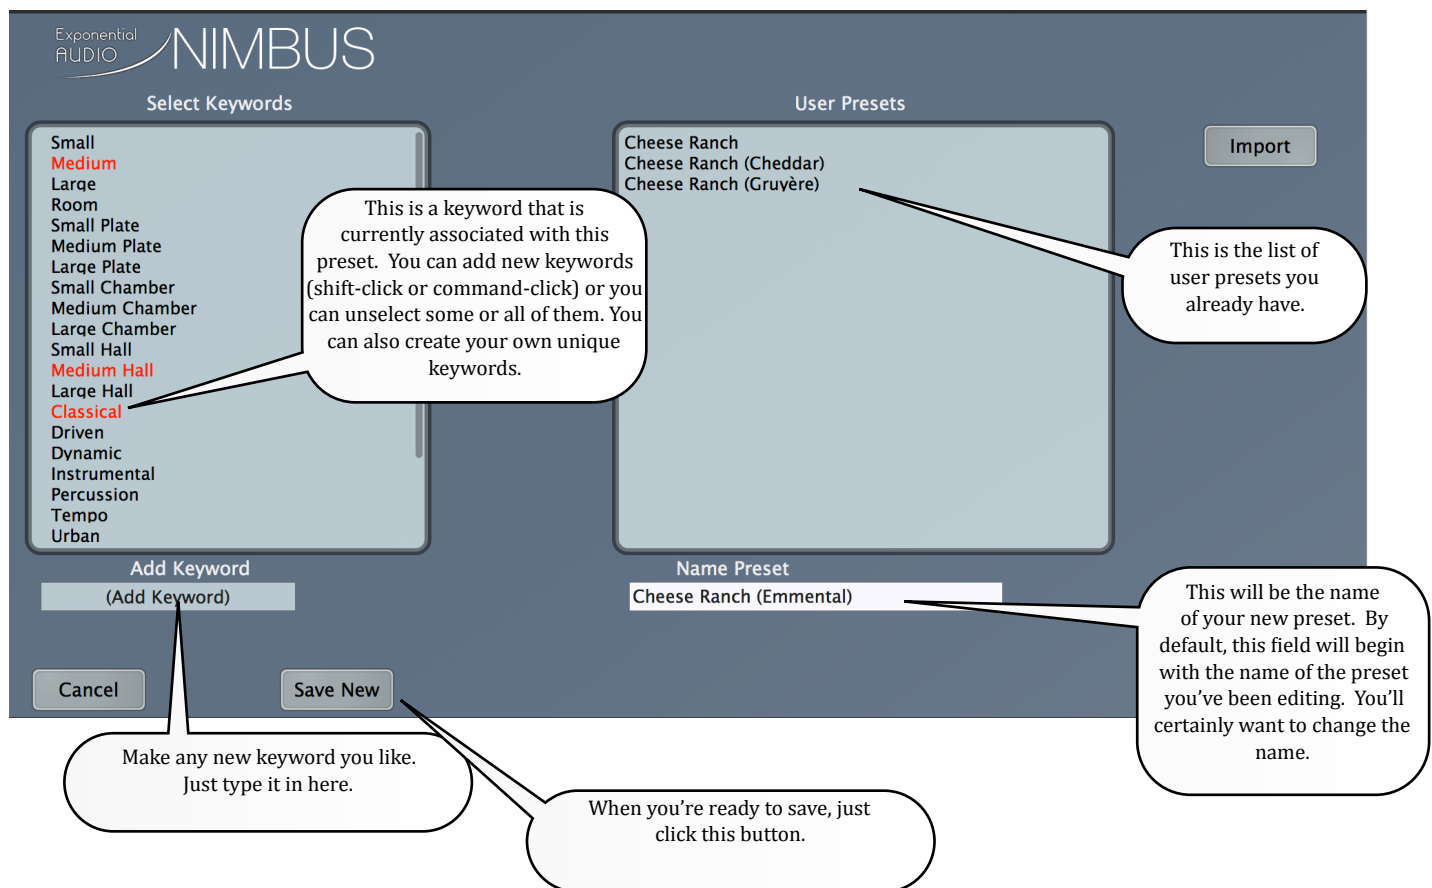 Exponential
AUDIO
NIMBUS
Select Keywords
User Presets
Small
Medium
Large
Room
Small Plate
Medium Plate
Large Plate
Small Chamber
Medium Chamber
Large Chamber
Small Hall
Medium Hall
Large Hall
Classical
Driven
Dynamic
Instrumental
Percussion
Tempo
Urban
This is a keyword that is
currently associated with this
preset.  You can add new keywords
(shift-click or command-click) or you
can unselect some or all of them. You
can also create your own unique
keywords.
Cheese Ranch
Cheese Ranch (Cheddar)
Cheese Ranch (Gruyère)
Import
This is the list of
user presets you
already have.
Add Keyword
(Add Keyword)
Name Preset
Cheese Ranch (Emmental)
This will be the name
of your new preset.  By
default, this field will begin
with the name of the preset
you’ve been editing.  You’ll
certainly want to change the
name.
Cancel
Save New
Make any new keyword you like.
Just type it in here.
When you’re ready to save, just
click this button.